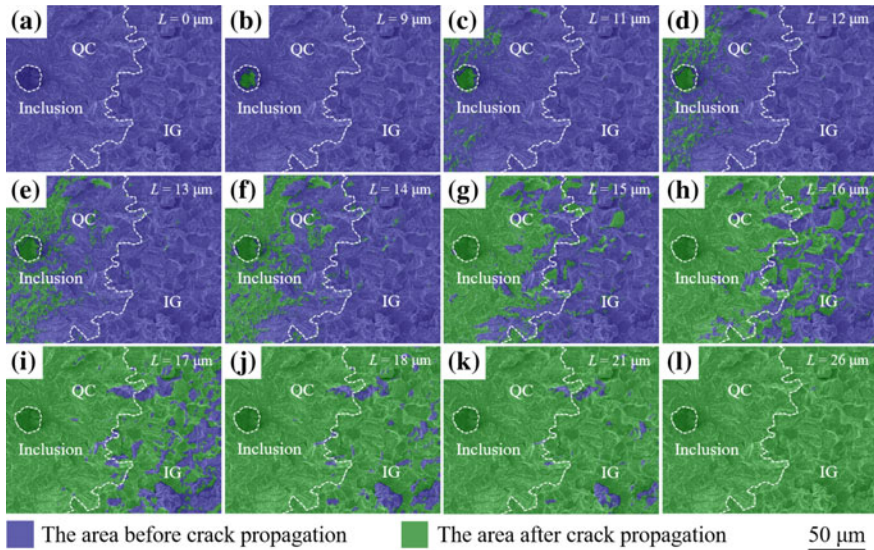 (a) L = 0 μm
QC
Inclusion
IG
(b) L = 9 μm
QC
Inclusion
IG
(c) L = 11 μm
QC
Inclusion
IG
(d) L = 12 μm
QC
Inclusion
IG
(e) L = 13 μm
QC
Inclusion
IG
(f) L = 14 μm
QC
Inclusion
IG
(g) L = 15 μm
QC
Inclusion
IG
(h) L = 16 μm
QC
Inclusion
IG
(i) L = 17 μm
QC
Inclusion
IG
(j) L = 18 μm
QC
Inclusion
IG
(k) L = 21 μm
QC
Inclusion
IG
(l) L = 26 μm
QC
Inclusion
IG
The area before crack propagation The area after crack propagation 50 μm